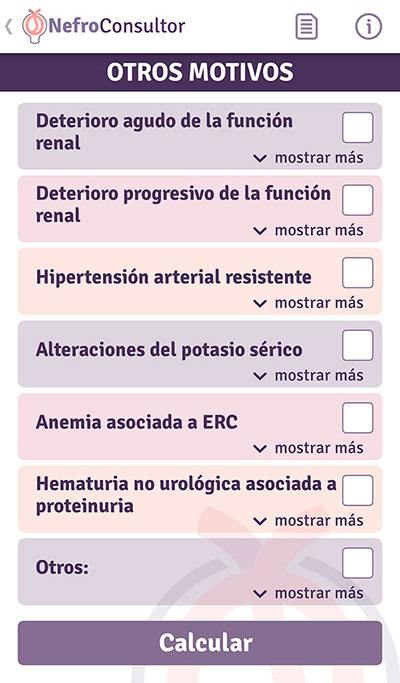 NefroConsultor
OTROS MOTIVOS
Deterioro agudo de la función
renal
mostrar más
Deterioro progresivo de la función
renal
mostrar más
Hipertensión arterial resistente
mostrar más
Alteraciones del potasio sérico
mostrar más
Anemia asociada a ERC
mostrar más
Hematuria no urológica asociada a
proteinuria
mostrar más
Otros:
mostrar más
Calcular